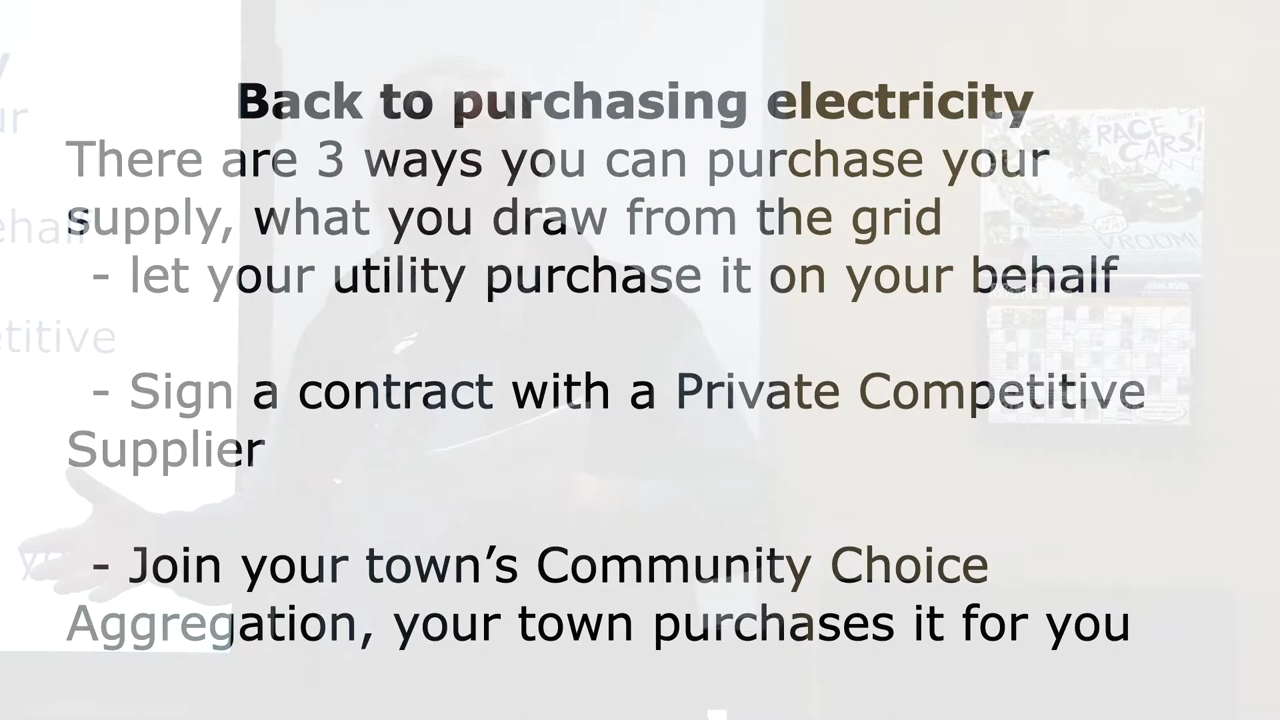 Back to purchasing electricity
There are 3 ways you can purchase your
supply, what you draw from the grid
- let your utility purchase it on your behalf
- Sign a contract with a Private Competitive
Supplier
- Join your town’s Community Choice
Aggregation, your town purchases it for you
RACE
CARS!
VROOM!